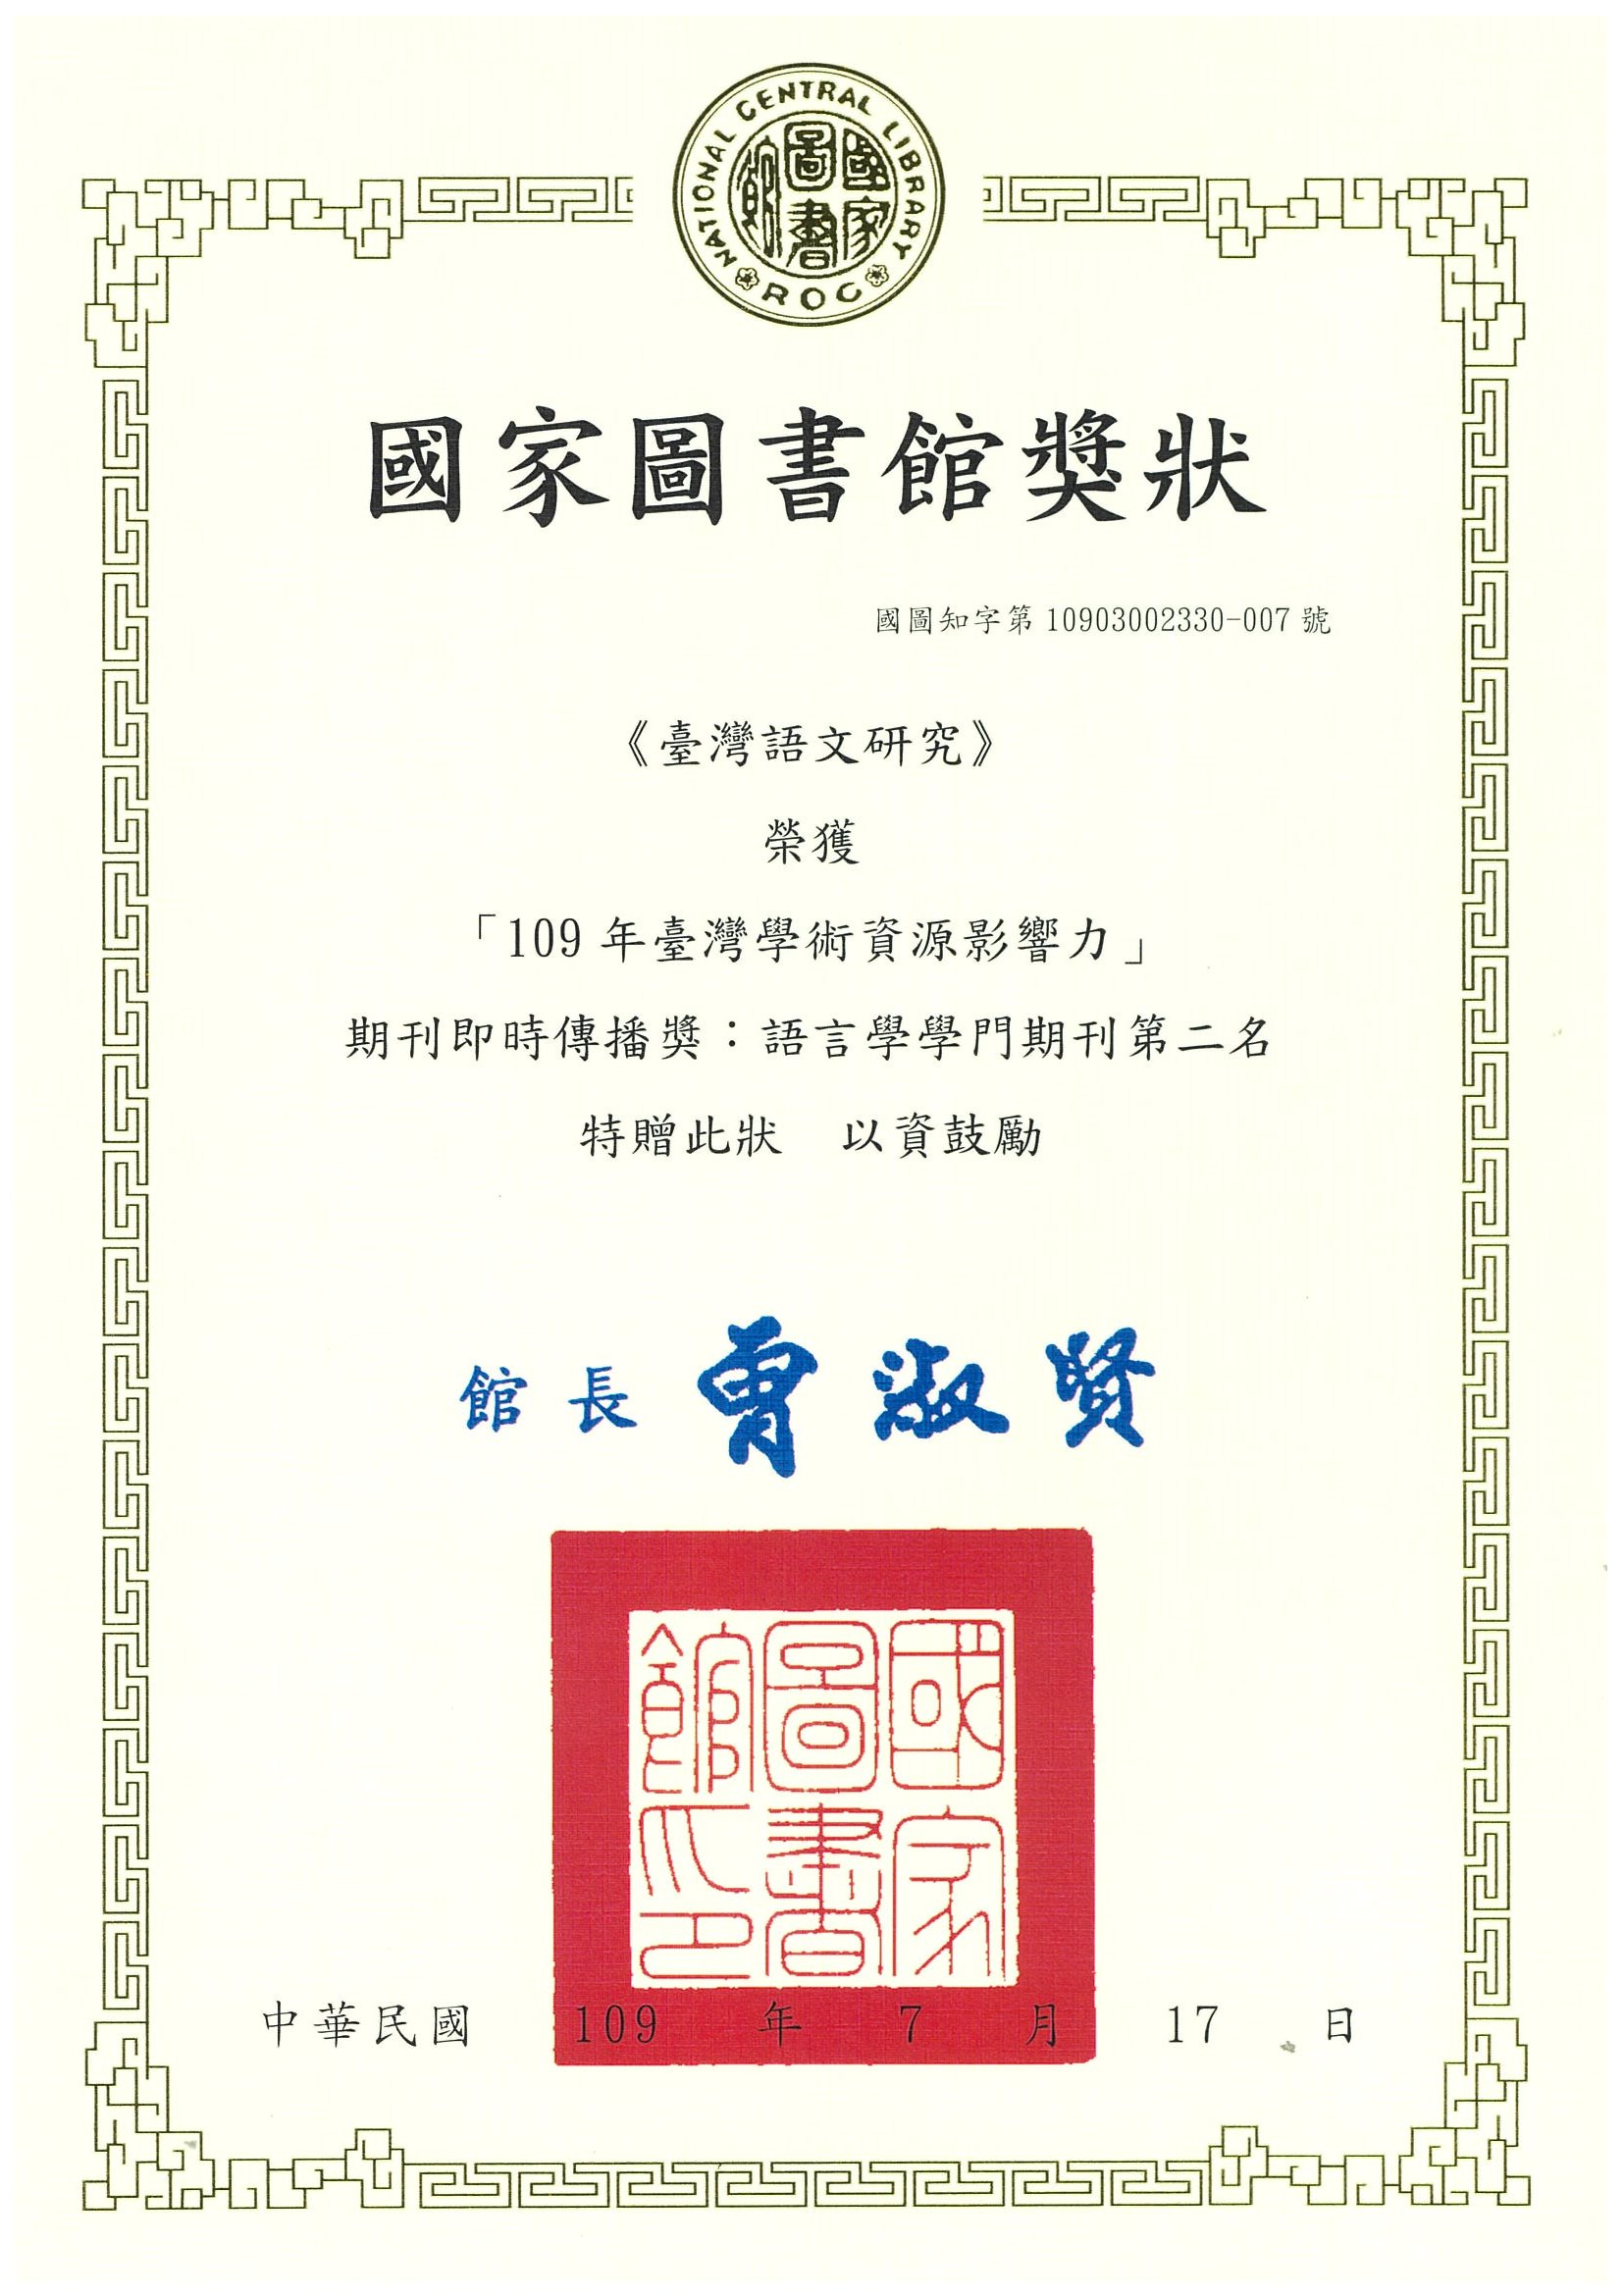 NATIONAL CENTRAL LIBRARY
國家圖書館
ROC
國家圖書館獎狀
國圖知字第 10903002330-007 號
《臺灣語文研究》
榮獲
「109 年臺灣學術資源影響力」
期刊即時傳播獎：語言學學門期刊第二名
特贈此狀　以資鼓勵
館長 曾淑賢
國家圖書館印
中華民國 109 年 7 月 17 日